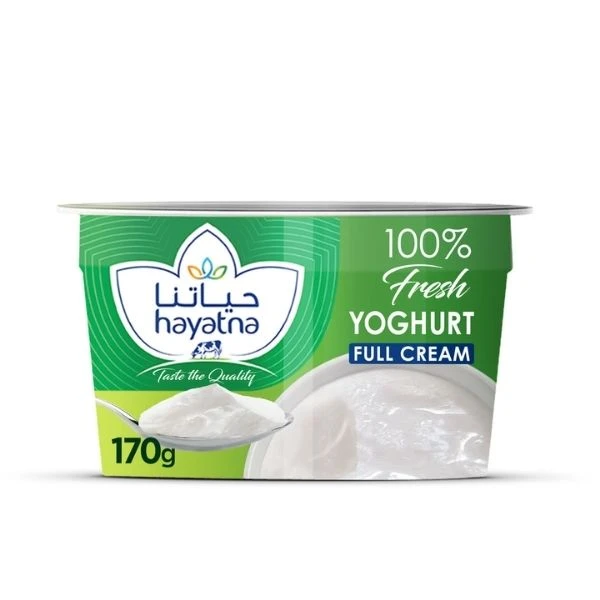 حياتنا
hayatna
Taste the Quality
170g
100%
Fresh
YOGHURT
FULL CREAM